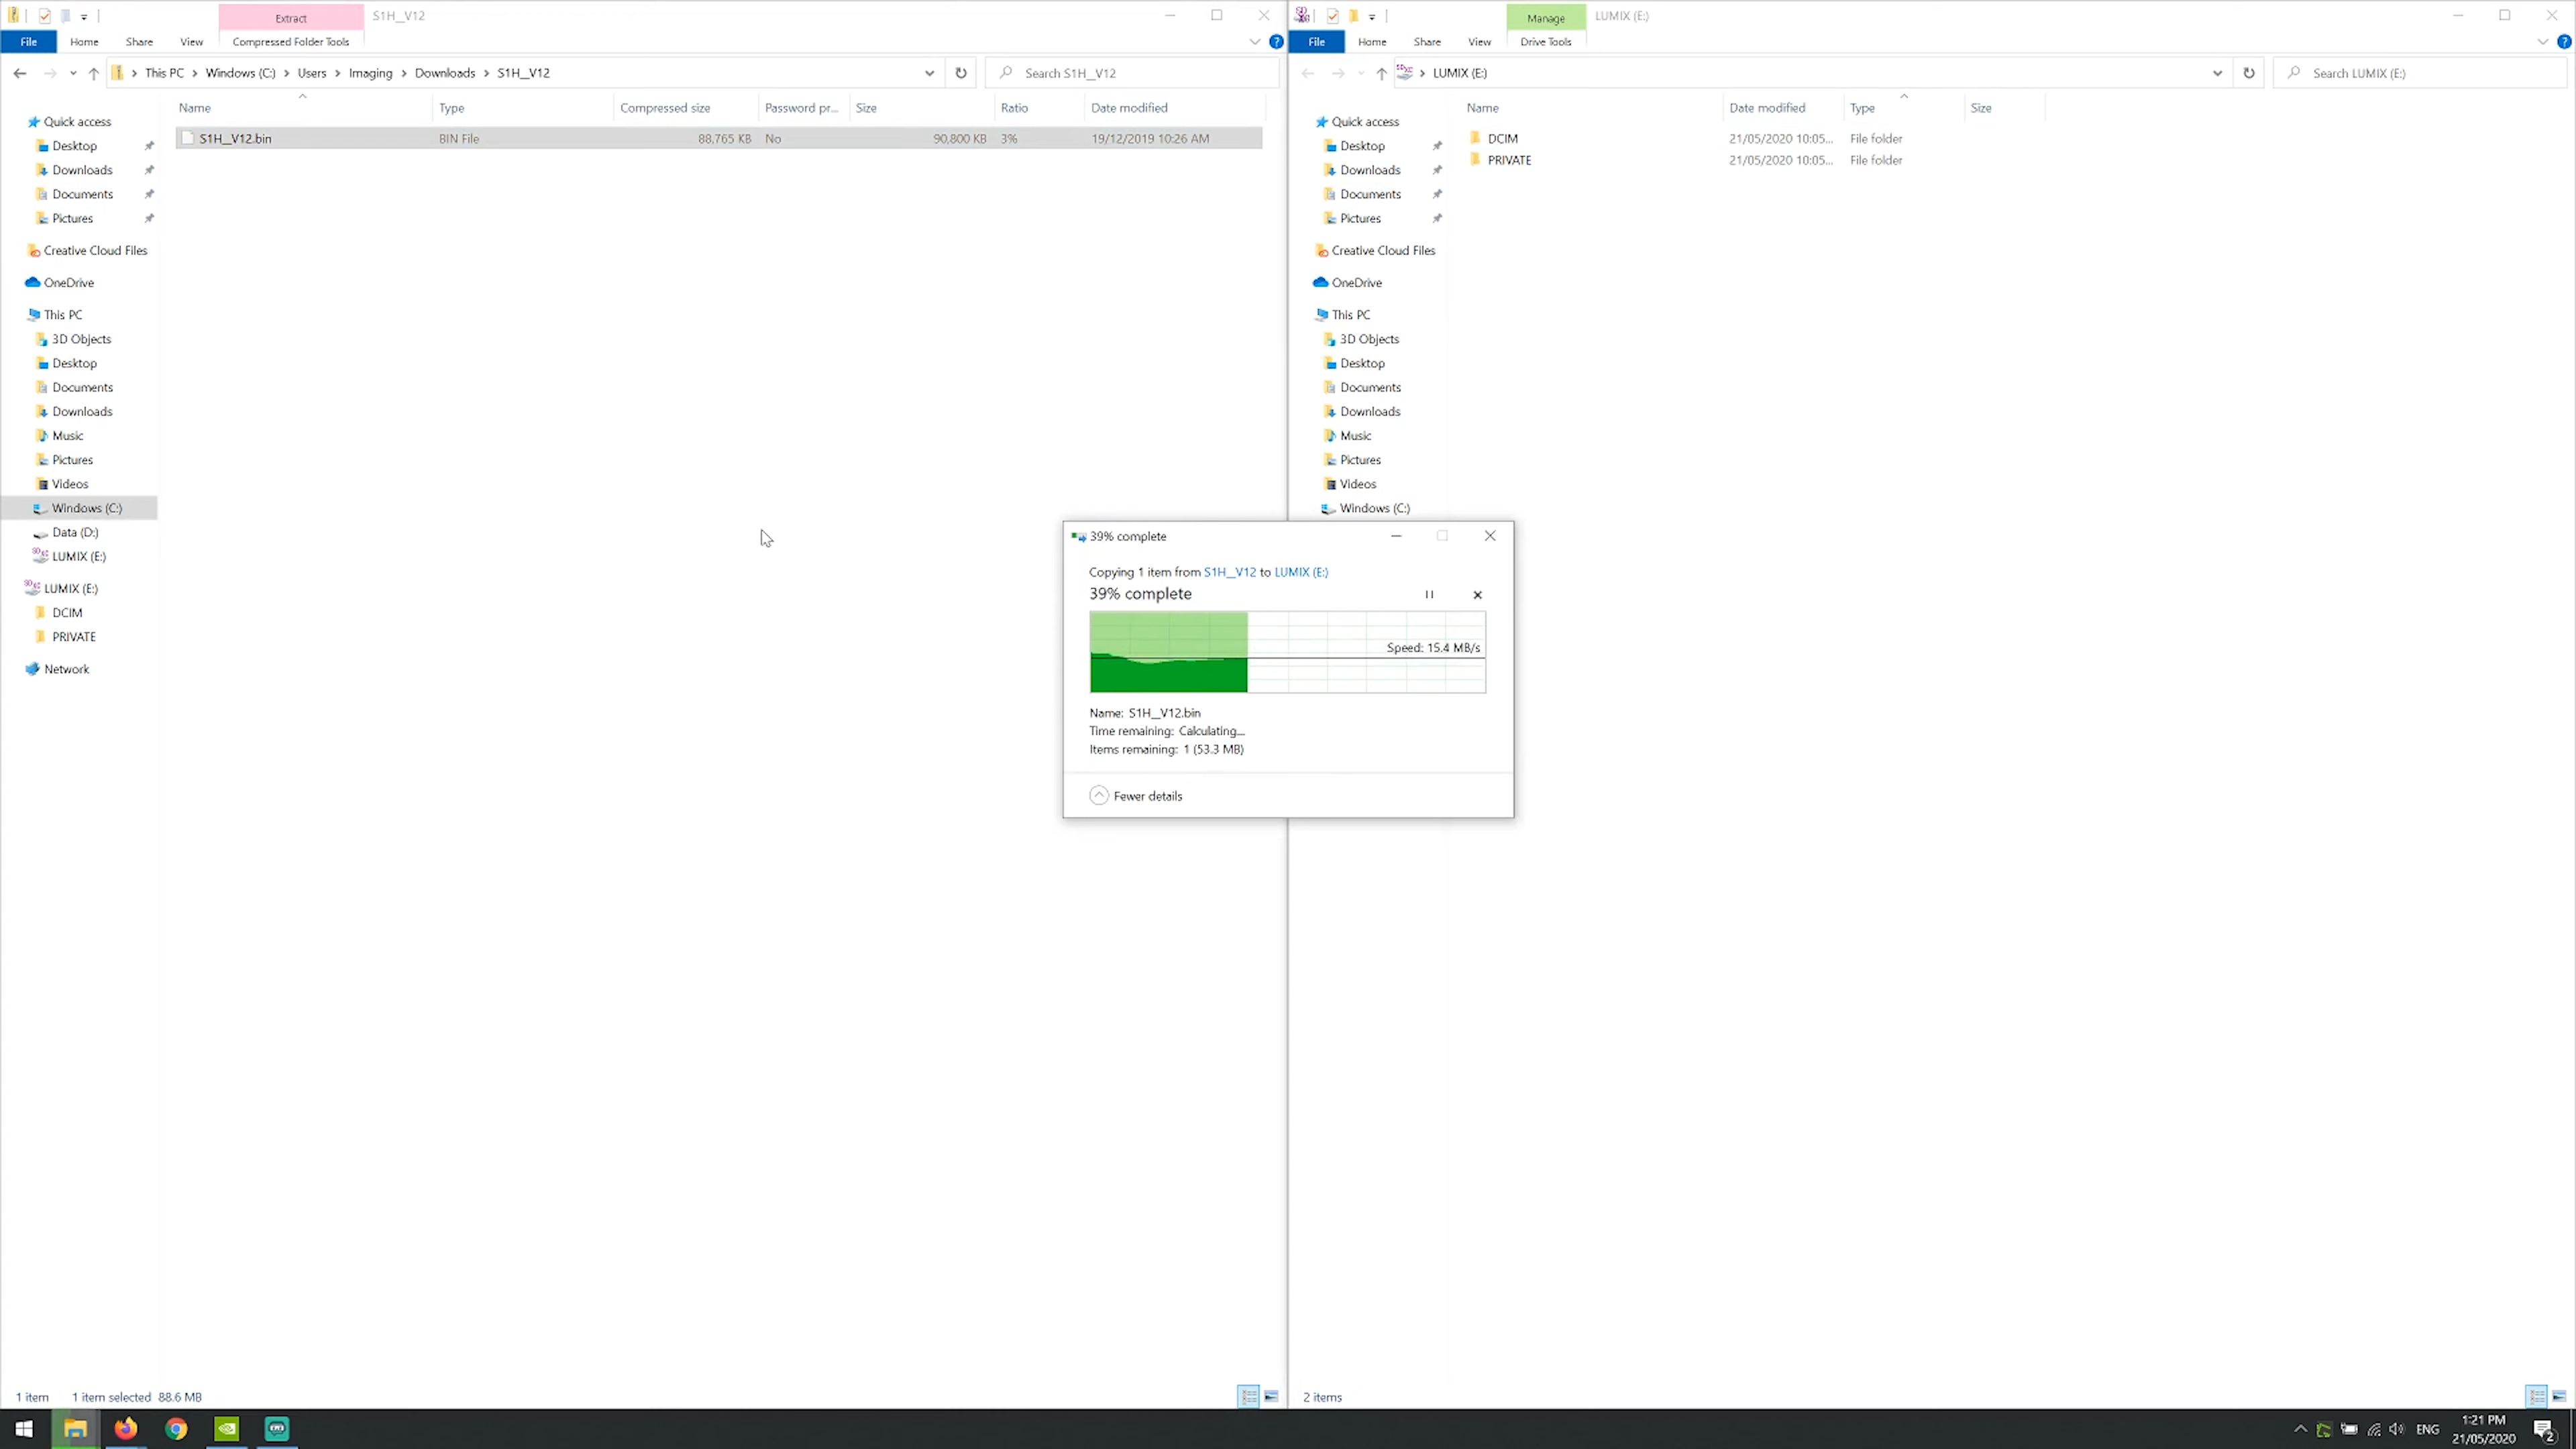 Extract
S1H__V12
File
Home
Share
View
Compressed Folder Tools
This PC
Windows (C:)
Users
Imaging
Downloads
S1H__V12
Search S1H__V12
Name
Type
Compressed size
Password pr...
Size
Ratio
Date modified
S1H__V12.bin
BIN File
88,765 KB
No
90,800 KB
3%
19/12/2019 10:26 AM
Quick access
Desktop
Downloads
Documents
Pictures
Creative Cloud Files
OneDrive
This PC
3D Objects
Desktop
Documents
Downloads
Music
Pictures
Videos
Windows (C:)
Data (D:)
LUMIX (E:)
LUMIX (E:)
DCIM
PRIVATE
Network
1 item
1 item selected 88.6 MB
Manage
LUMIX (E:)
File
Home
Share
View
Drive Tools
LUMIX (E:)
Search LUMIX (E:)
Name
Date modified
Type
Size
DCIM
21/05/2020 10:05...
File folder
PRIVATE
21/05/2020 10:05...
File folder
Quick access
Desktop
Downloads
Documents
Pictures
Creative Cloud Files
OneDrive
This PC
3D Objects
Desktop
Documents
Downloads
Music
Pictures
Videos
Windows (C:)
2 items
39% complete
Copying 1 item from S1H__V12 to LUMIX (E:)
39% complete
Speed: 15.4 MB/s
Name: S1H__V12.bin
Time remaining: Calculating...
Items remaining: 1 (53.3 MB)
Fewer details
ENG
1:21 PM
21/05/2020
2